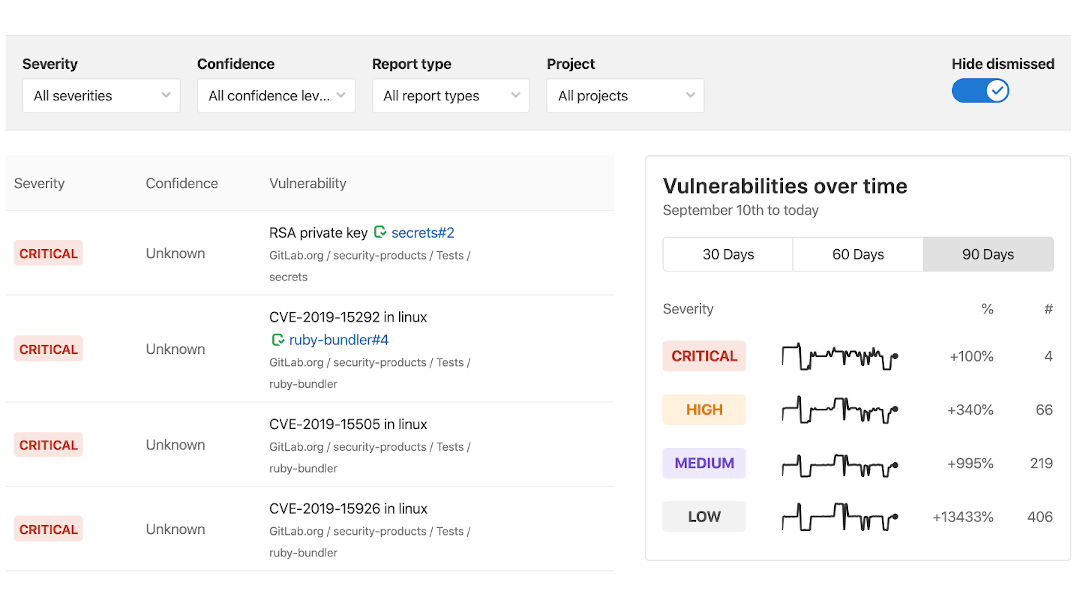 Severity Confidence Report type Project Hide dismissed
All severities All confidence lev... All report types All projects
Severity Confidence Vulnerability
CRITICAL Unknown RSA private key secrets#2
GitLab.org / security-products / Tests /
secrets
CRITICAL Unknown CVE-2019-15292 in linux
ruby-bundler#4
GitLab.org / security-products / Tests /
ruby-bundler
CRITICAL Unknown CVE-2019-15505 in linux
GitLab.org / security-products / Tests /
ruby-bundler
CRITICAL Unknown CVE-2019-15926 in linux
GitLab.org / security-products / Tests /
ruby-bundler
Vulnerabilities over time
September 10th to today
30 Days 60 Days 90 Days
Severity % #
CRITICAL +100% 4
HIGH +340% 66
MEDIUM +995% 219
LOW +13433% 406